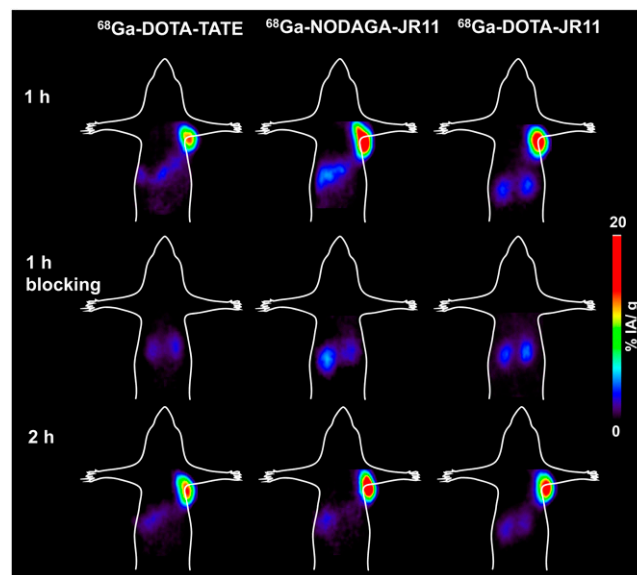 ⁶⁸Ga-DOTA-TATE ⁶⁸Ga-NODAGA-JR11 ⁶⁸Ga-DOTA-JR11
1 h
1 h
blocking
2 h
20
% IA/ g
0